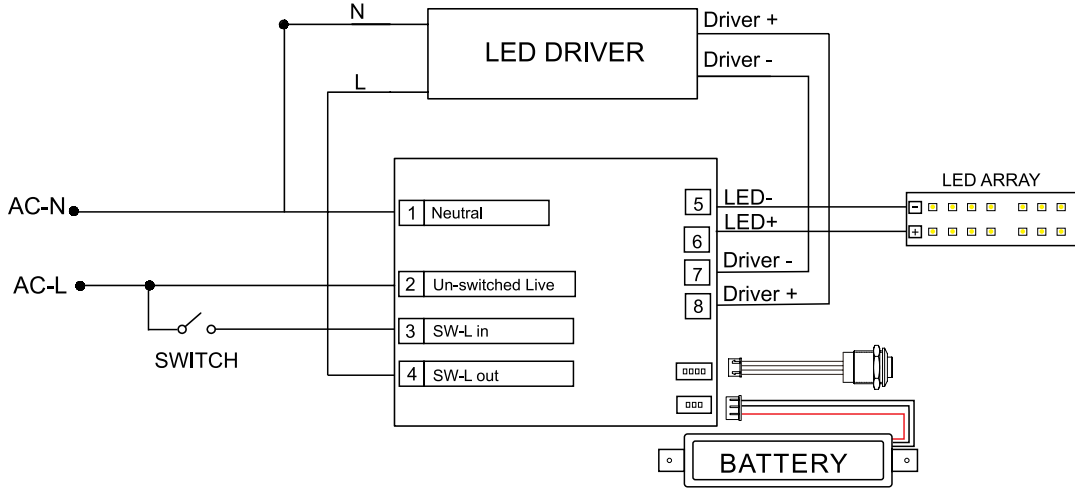 N
Driver +
LED DRIVER
Driver -
L
LED ARRAY
AC-N
1 Neutral
5 LED-
-
6 LED+
+
AC-L
2 Un-switched Live
7 Driver -
8 Driver +
3 SW-L in
SWITCH
4 SW-L out
BATTERY